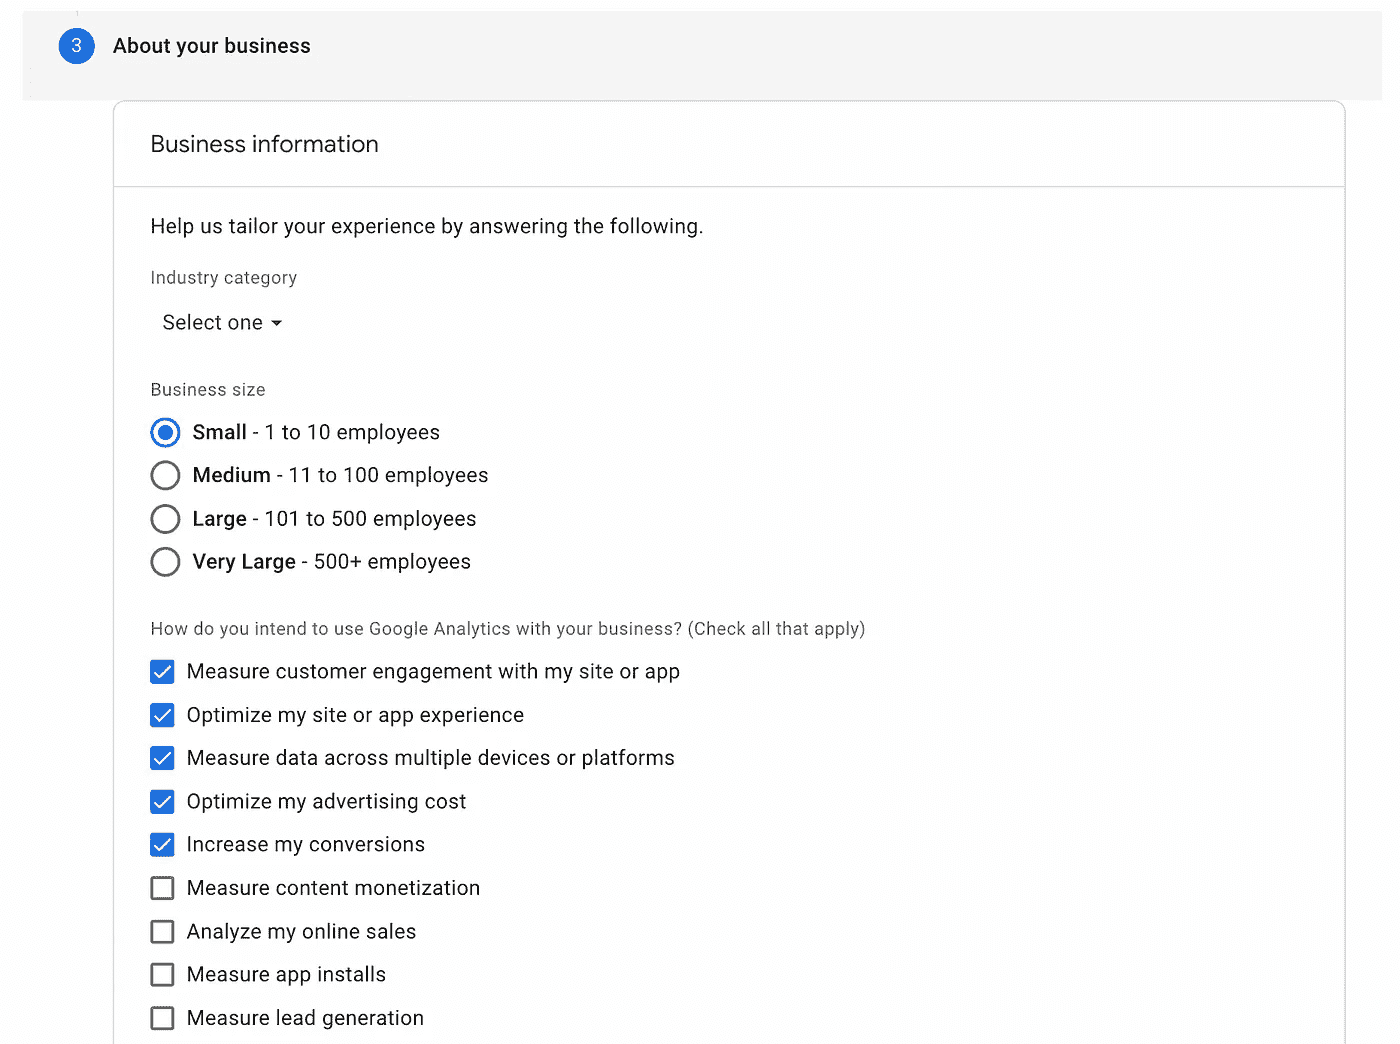 3 About your business
Business information
Help us tailor your experience by answering the following.
Industry category
Select one
Business size
Small - 1 to 10 employees
Medium - 11 to 100 employees
Large - 101 to 500 employees
Very Large - 500+ employees
How do you intend to use Google Analytics with your business? (Check all that apply)
Measure customer engagement with my site or app
Optimize my site or app experience
Measure data across multiple devices or platforms
Optimize my advertising cost
Increase my conversions
Measure content monetization
Analyze my online sales
Measure app installs
Measure lead generation